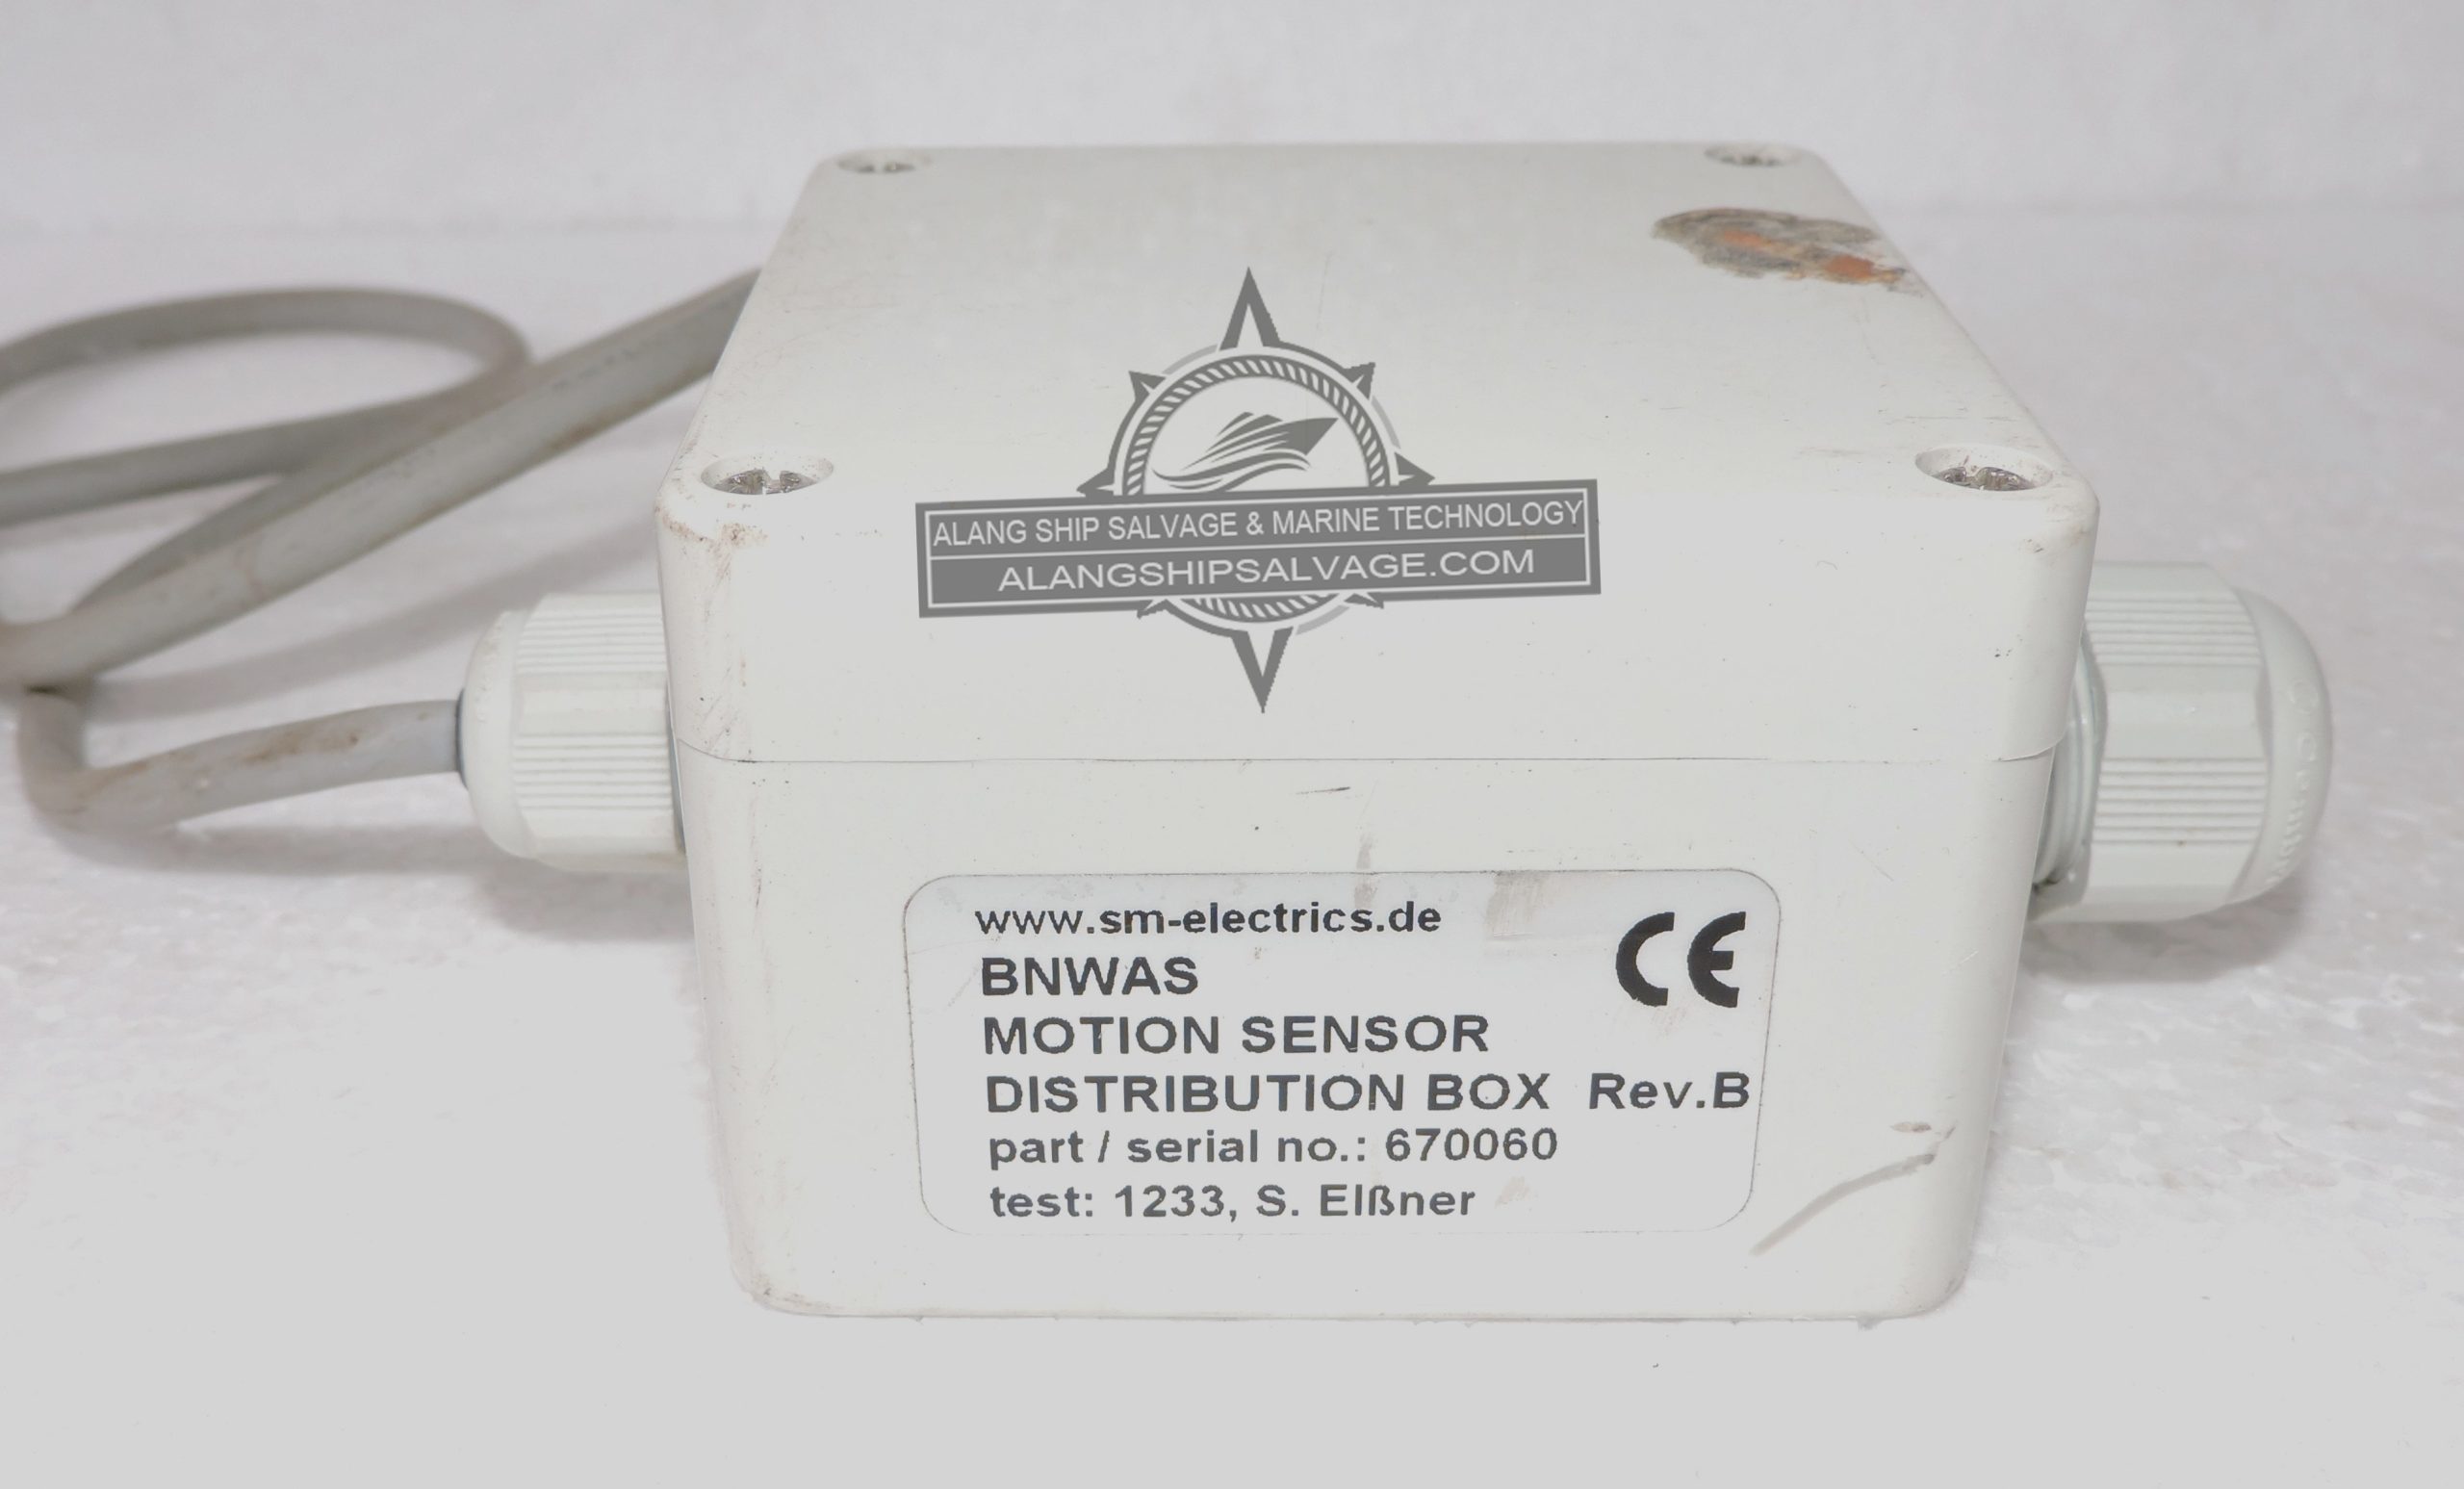 ALANG SHIP SALVAGE & MARINE TECHNOLOGY
ALANGSHIPSALVAGE.COM
www.sm-electrics.de
CE
BNWAS
MOTION SENSOR
DISTRIBUTION BOX Rev.B
part / serial no.: 670060
test: 1233, S. Elßner